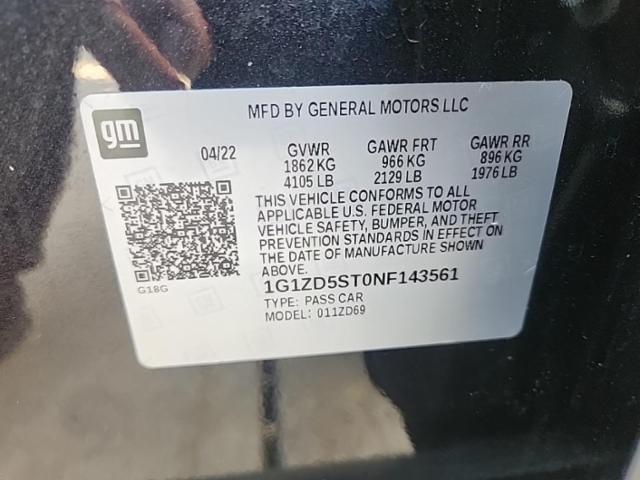 gm
MFD BY GENERAL MOTORS LLC
04/22 GVWR GAWR FRT GAWR RR
1862 KG 966 KG 896 KG
4105 LB 2129 LB 1976 LB
THIS VEHICLE CONFORMS TO ALL
APPLICABLE U.S. FEDERAL MOTOR
VEHICLE SAFETY, BUMPER, AND THEFT
PREVENTION STANDARDS IN EFFECT ON
THE DATE OF MANUFACTURE SHOWN
ABOVE.
G18G
1G1ZD5ST0NF143561
TYPE: PASS CAR
MODEL: 011ZD69